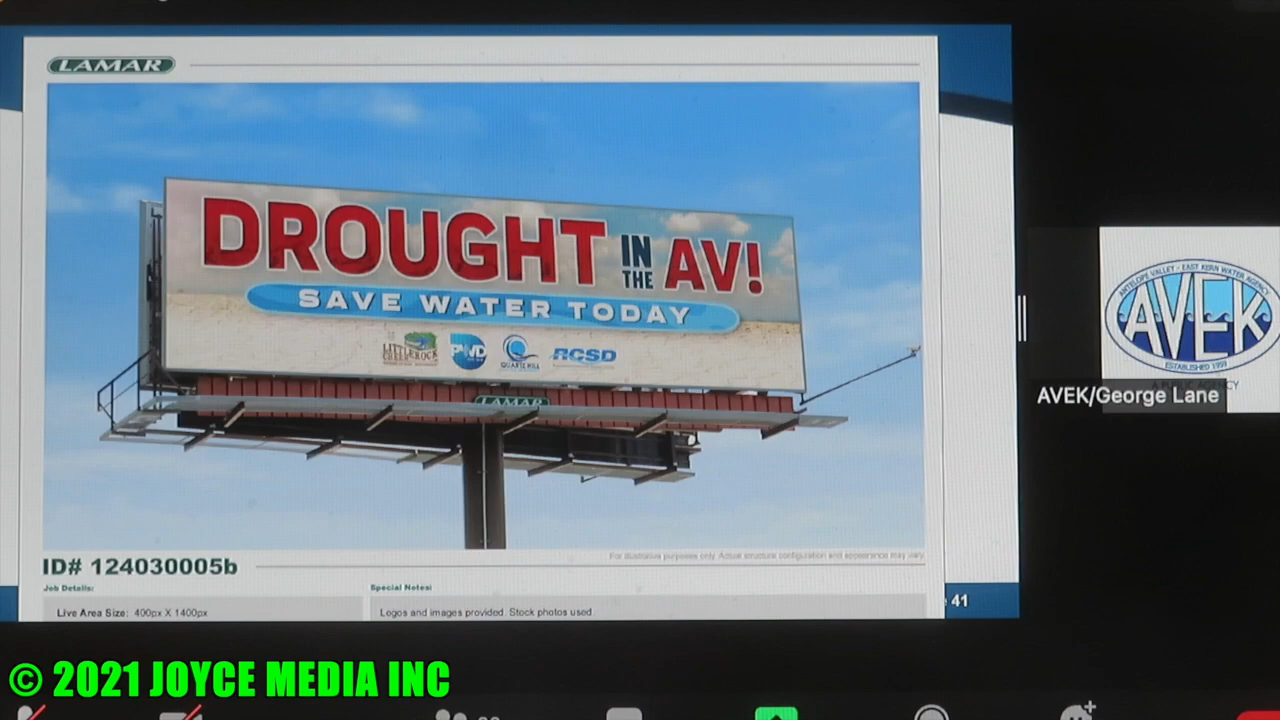 LAMAR
DROUGHT IN THE AV!
SAVE WATER TODAY
LITTLEROCK
PWD
QUARTZ HILL
RCSD
LAMAR
For illustrative purposes only. Actual structure configuration and appearance may vary
ID# 124030005b
Job Details:
Live Area Size: 400px X 1400px
Special Notes:
Logos and images provided. Stock photos used.
41
ANTELOPE VALLEY - EAST KERN WATER AGENCY
AVEK
ESTABLISHED 1959
A PUBLIC AGENCY
AVEK/George Lane
© 2021 JOYCE MEDIA INC